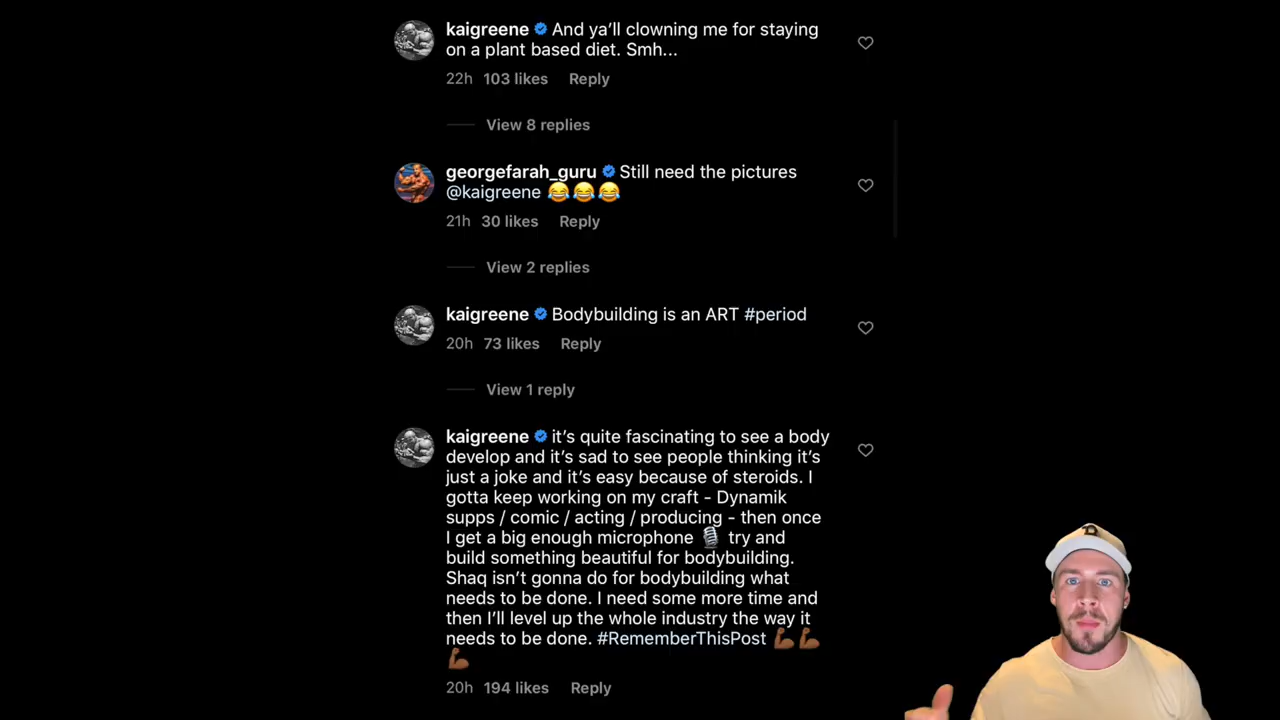 kaigreene And ya'll clowning me for staying
on a plant based diet. Smh...
22h 103 likes Reply
View 8 replies
georgefarah_guru Still need the pictures
@kaigreene 😂😂😂
21h 30 likes Reply
View 2 replies
kaigreene Bodybuilding is an ART #period
20h 73 likes Reply
View 1 reply
kaigreene it's quite fascinating to see a body
develop and it's sad to see people thinking it's
just a joke and it's easy because of steroids. I
gotta keep working on my craft - Dynamik
supps / comic / acting / producing - then once
I get a big enough microphone 🎙️ try and
build something beautiful for bodybuilding.
Shaq isn't gonna do for bodybuilding what
needs to be done. I need some more time and
then I'll level up the whole industry the way it
needs to be done. #RememberThisPost 💪🏾💪🏾
💪🏾
20h 194 likes Reply